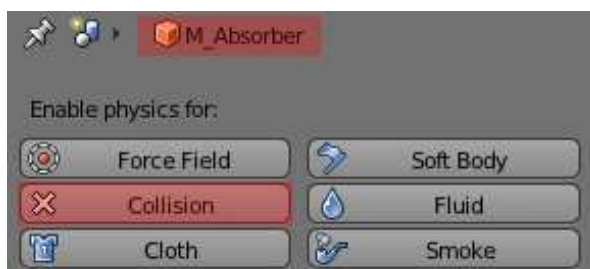 M_Absorber
Enable physics for:
Force Field Soft Body
Collision Fluid
Cloth Smoke